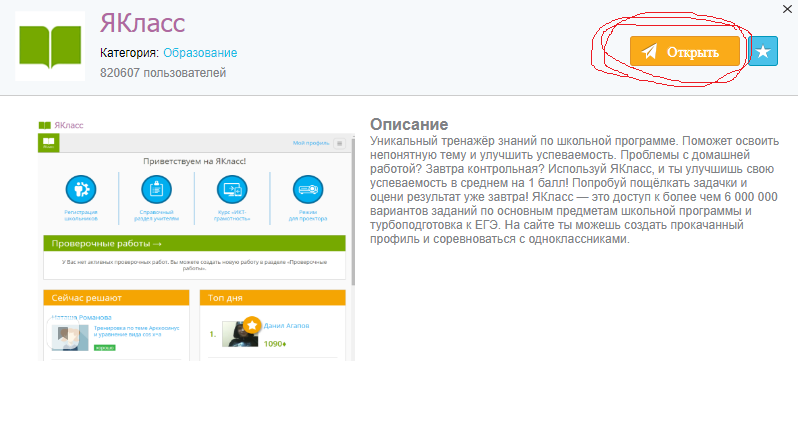 ЯКласс
Категория: Образование
820607 пользователей
Открыть
ЯКласс
Мой профиль
Приветствуем на ЯКласс!
Регистрация
школьников
Справочный
раздел учителям
Курс «ИКТ-
грамотность»
Режим
для проектора
Проверочные работы →
У Вас нет активных проверочных работ. Вы можете создать новую работу в разделе «Проверочные
работы».
Сейчас решают
Романова
Тренировка по теме Арккосинус
и уравнение вида
Топ дня
1.
Данил Агапов
1090
Описание
Уникальный тренажёр знаний по школьной программе. Поможет освоить
непонятную тему и улучшить успеваемость. Проблемы с домашней
работой? Завтра контрольная? Используй ЯКласс, и ты улучшишь свою
успеваемость в среднем на 1 балл! Попробуй пощёлкать задачки и
оцени результат уже завтра! ЯКласс — это доступ к более чем 6 000 000
вариантов заданий по основным предметам школьной программы и
турбоподготовка к ЕГЭ. На сайте ты можешь создать прокачанный
профиль и соревноваться с одноклассниками.